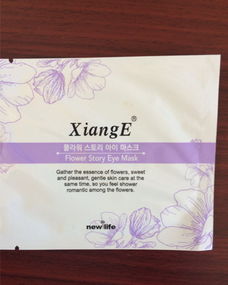 XiangE®
플라워 스토리 아이 마스크
Flower Story Eye Mask
Gather the essence of flowers, sweet
and pleasant, gentle skin care at the
same time, so you feel shower
romantic among the flowers.
new life